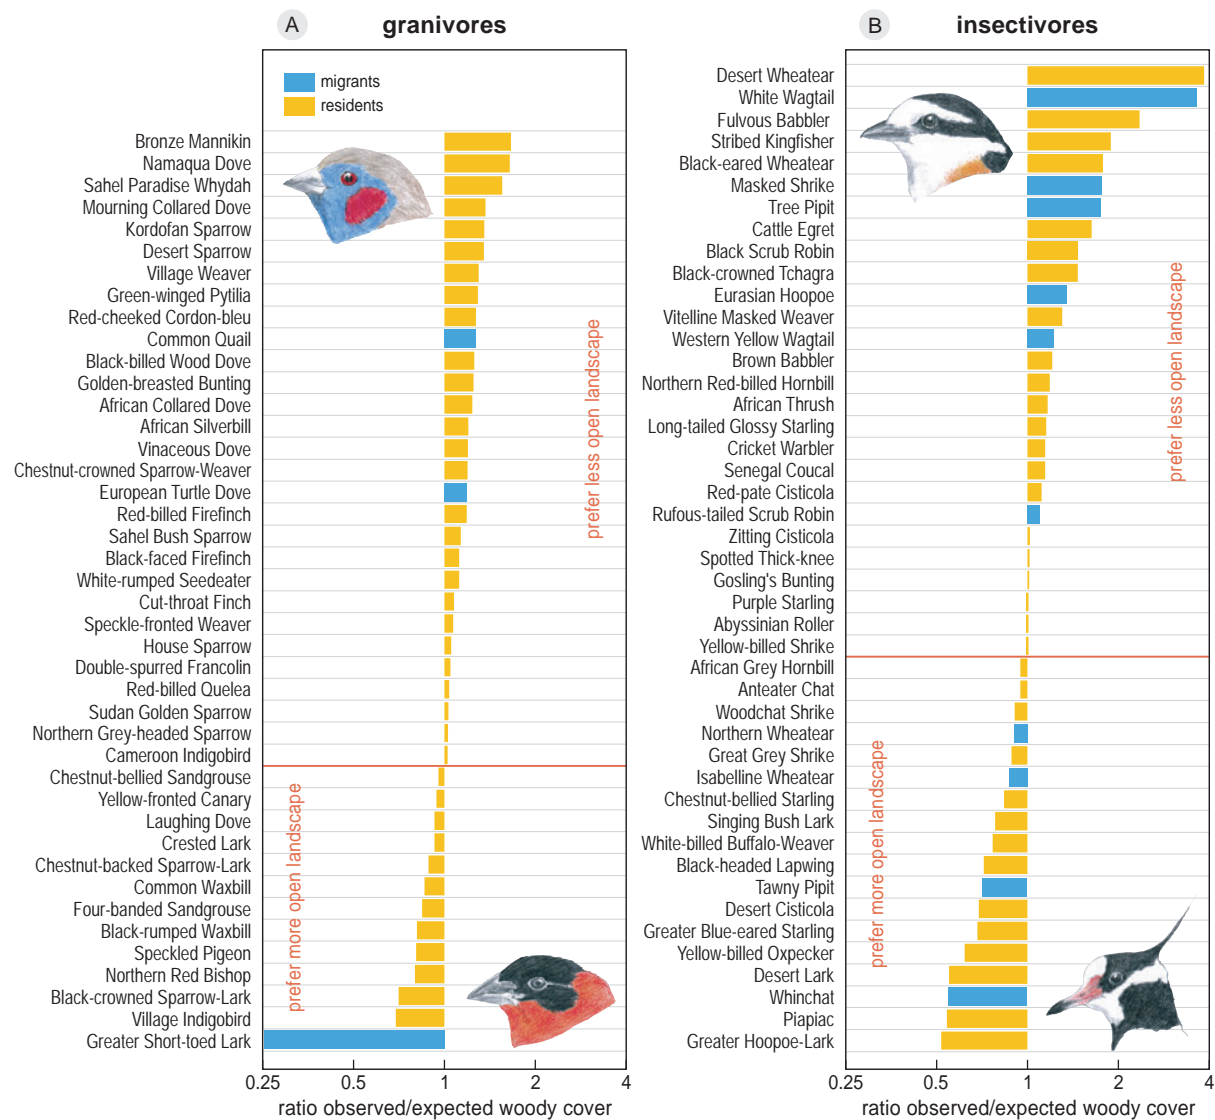 A granivores
migrants
residents
Bronze Mannikin
Namaqua Dove
Sahel Paradise Whydah
Mourning Collared Dove
Kordofan Sparrow
Desert Sparrow
Village Weaver
Green-winged Pytilia
Red-cheeked Cordon-bleu
Common Quail
Black-billed Wood Dove
Golden-breasted Bunting
African Collared Dove
African Silverbill
Vinaceous Dove
Chestnut-crowned Sparrow-Weaver
European Turtle Dove
Red-billed Firefinch
Sahel Bush Sparrow
Black-faced Firefinch
White-rumped Seedeater
Cut-throat Finch
Speckle-fronted Weaver
House Sparrow
Double-spurred Francolin
Red-billed Quelea
Sudan Golden Sparrow
Northern Grey-headed Sparrow
Cameroon Indigobird
Chestnut-bellied Sandgrouse
Yellow-fronted Canary
Laughing Dove
Crested Lark
Chestnut-backed Sparrow-Lark
Common Waxbill
Four-banded Sandgrouse
Black-rumped Waxbill
Speckled Pigeon
Northern Red Bishop
Black-crowned Sparrow-Lark
Village Indigobird
Greater Short-toed Lark
prefer less open landscape
prefer more open landscape
0.25 0.5 1 2 4
ratio observed/expected woody cover
B insectivores
Desert Wheatear
White Wagtail
Fulvous Babbler
Stribed Kingfisher
Black-eared Wheatear
Masked Shrike
Tree Pipit
Cattle Egret
Black Scrub Robin
Black-crowned Tchagra
Eurasian Hoopoe
Vitelline Masked Weaver
Western Yellow Wagtail
Brown Babbler
Northern Red-billed Hornbill
African Thrush
Long-tailed Glossy Starling
Cricket Warbler
Senegal Coucal
Red-pate Cisticola
Rufous-tailed Scrub Robin
Zitting Cisticola
Spotted Thick-knee
Gosling's Bunting
Purple Starling
Abyssinian Roller
Yellow-billed Shrike
African Grey Hornbill
Anteater Chat
Woodchat Shrike
Northern Wheatear
Great Grey Shrike
Isabelline Wheatear
Chestnut-bellied Starling
Singing Bush Lark
White-billed Buffalo-Weaver
Black-headed Lapwing
Tawny Pipit
Desert Cisticola
Greater Blue-eared Starling
Yellow-billed Oxpecker
Desert Lark
Whinchat
Piapiac
Greater Hoopoe-Lark
prefer less open landscape
prefer more open landscape
0.25 0.5 1 2 4
ratio observed/expected woody cover